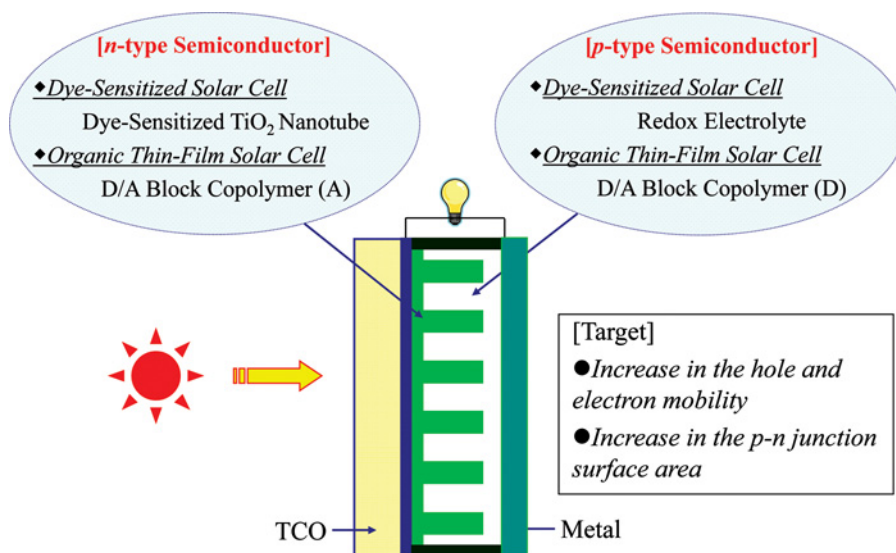 [n-type Semiconductor]
◆Dye-Sensitized Solar Cell
Dye-Sensitized TiO₂ Nanotube
◆Organic Thin-Film Solar Cell
D/A Block Copolymer (A)
[p-type Semiconductor]
◆Dye-Sensitized Solar Cell
Redox Electrolyte
◆Organic Thin-Film Solar Cell
D/A Block Copolymer (D)
[Target]
●Increase in the hole and
electron mobility
●Increase in the p-n junction
surface area
TCO
Metal